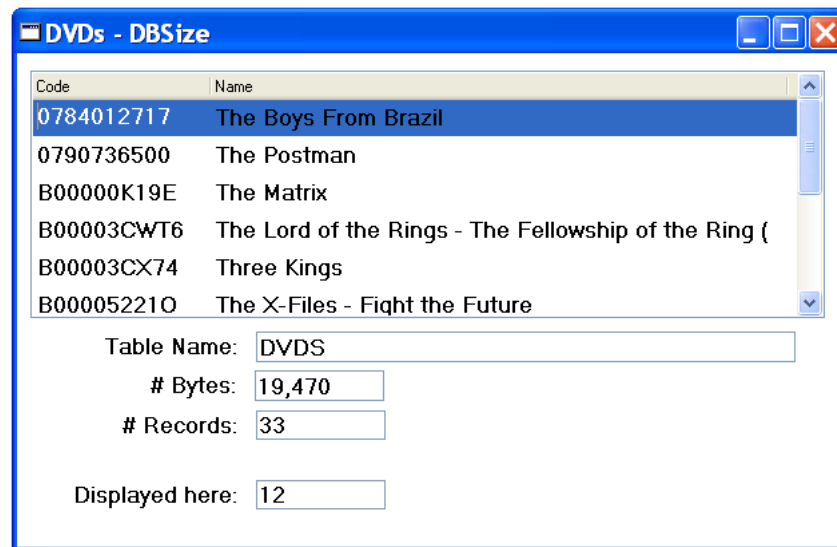 DVDs - DBSize
Code Name
0784012717 The Boys From Brazil
0790736500 The Postman
B00000K19E The Matrix
B00003CWT6 The Lord of the Rings - The Fellowship of the Ring (
B00003CX74 Three Kings
B00005221O The X-Files - Fight the Future
Table Name: DVDS
# Bytes: 19,470
# Records: 33
Displayed here: 12